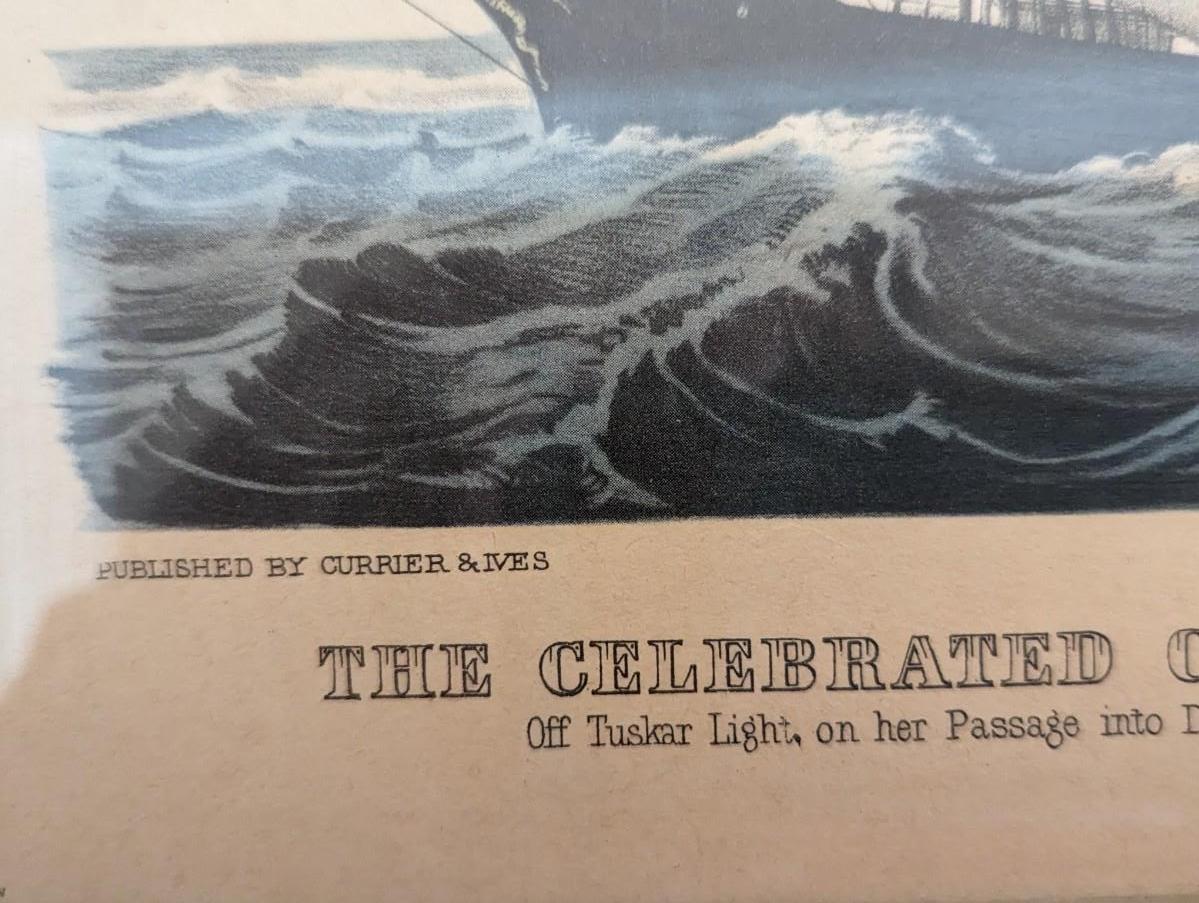 PUBLISHED BY CURRIER & IVES
THE CELEBRATED C
Off Tuskar Light, on her Passage into D